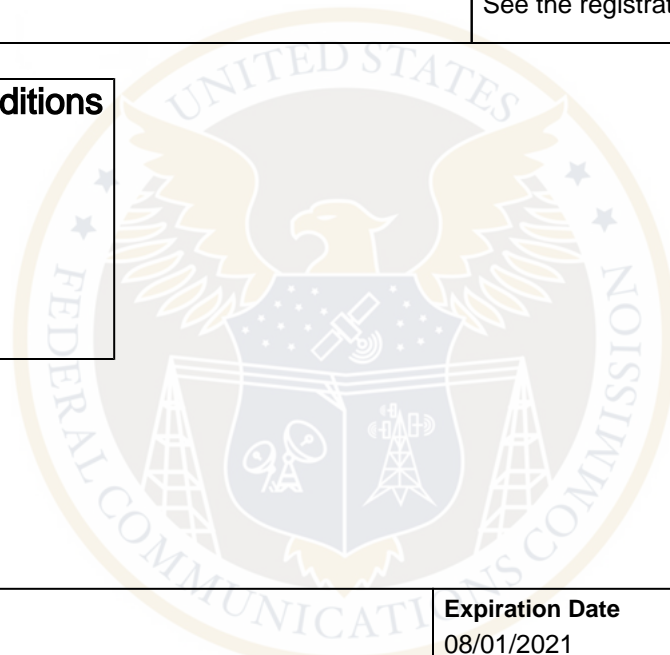 See the registrat
ditions
UNITED STATES
FEDERAL COMMUNICATIONS COMMISSION
Expiration Date
08/01/2021